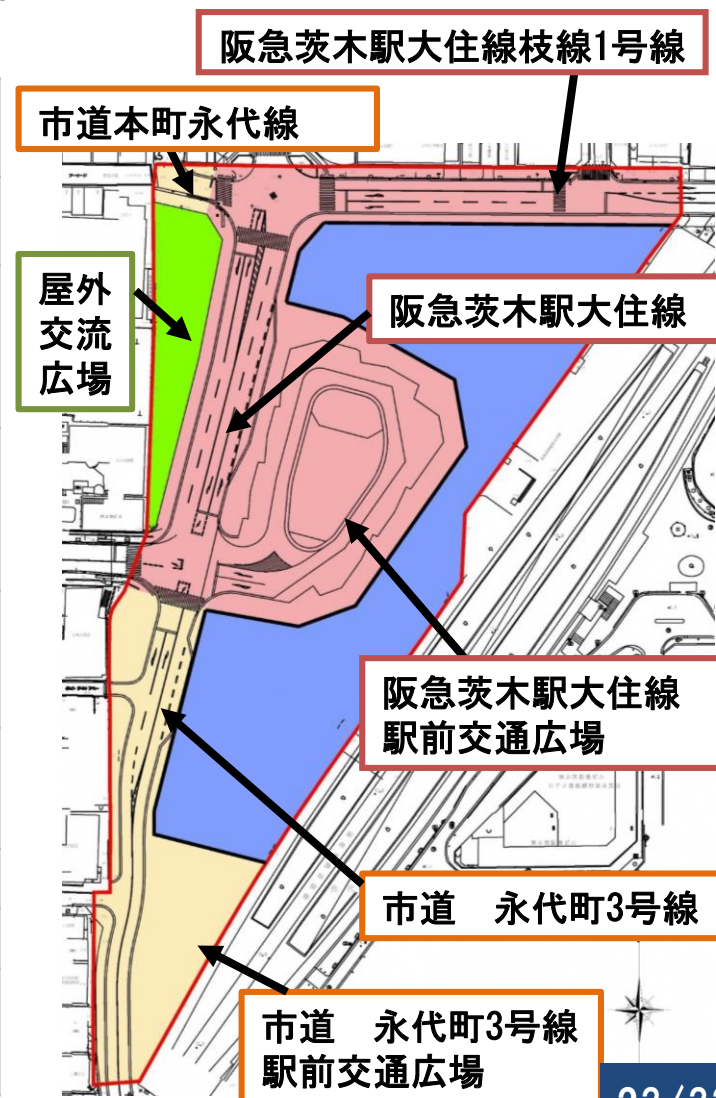 阪急茨木駅大住線枝線1号線
市道本町永代線
屋外
交流
広場
阪急茨木駅大住線
阪急茨木駅大住線
駅前交通広場
市道　永代町3号線
市道　永代町3号線
駅前交通広場